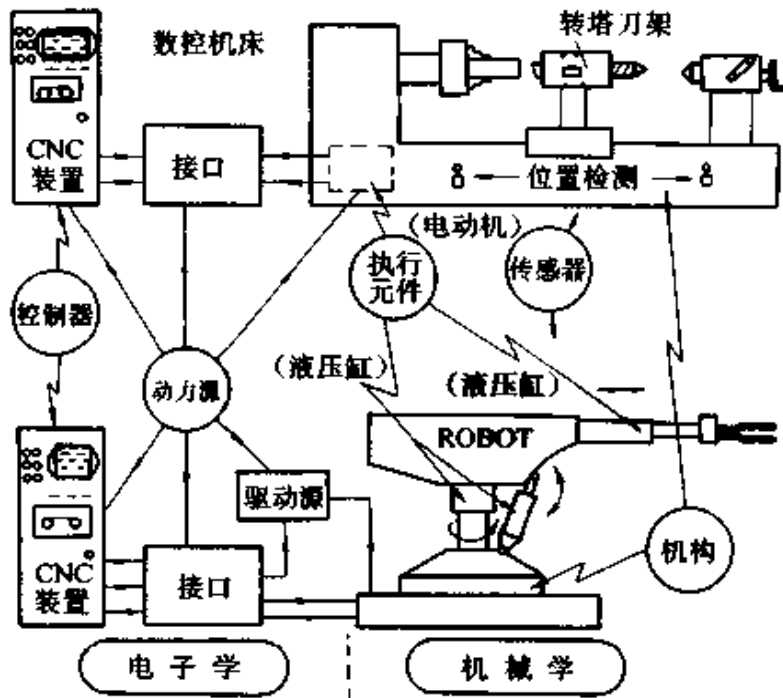 数控机床
转塔刀架
CNC
装置
接口
位置检测
（电动机）
执行
元件
传感器
控制器
（液压缸）
（液压缸）
动力源
ROBOT
驱动源
机构
CNC
装置
接口
电子学
机械学